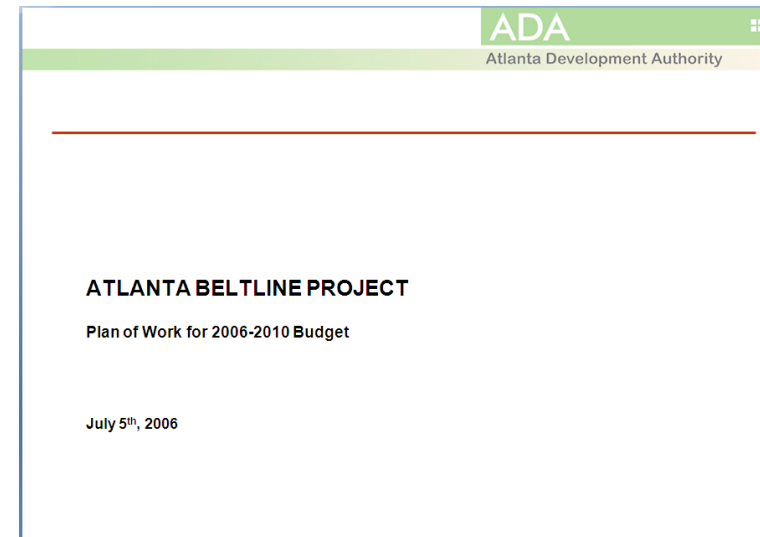 ADA
Atlanta Development Authority
ATLANTA BELTLINE PROJECT
Plan of Work for 2006-2010 Budget
July 5th, 2006